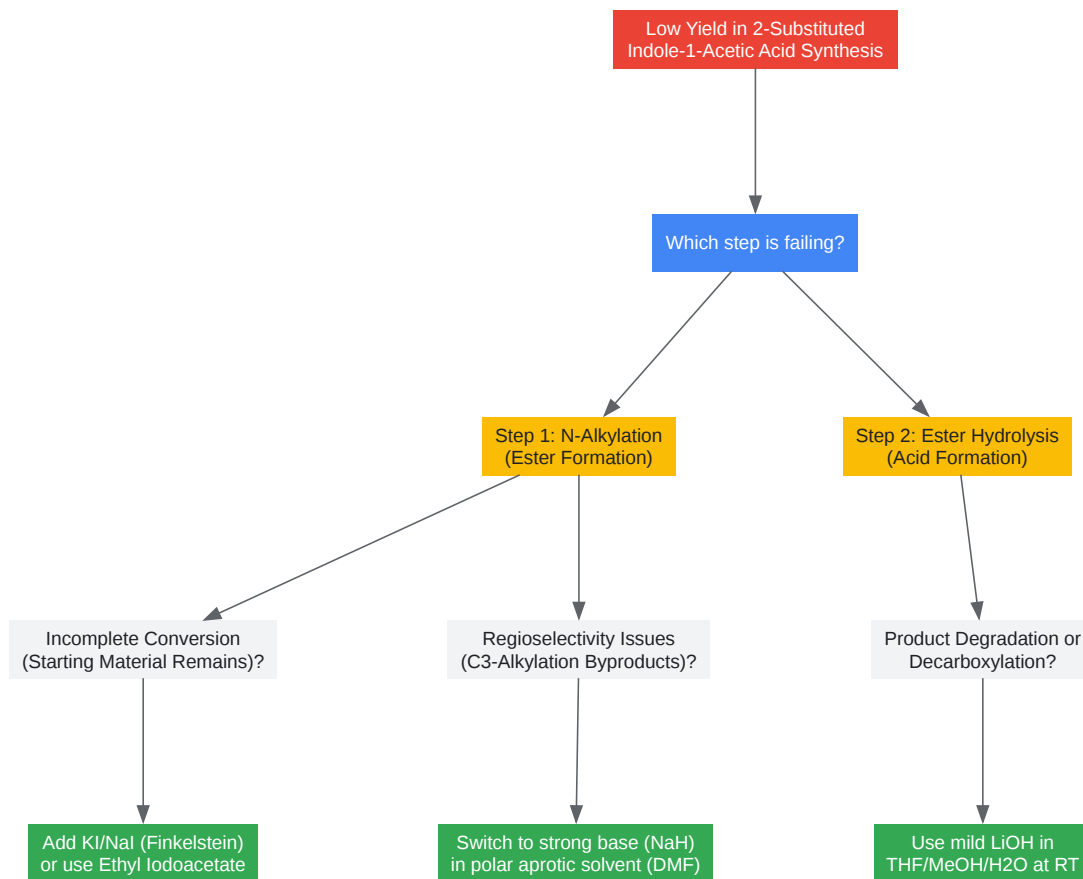 Low Yield in 2-Substituted
Indole-1-Acetic Acid Synthesis
Which step is failing?
Step 1: N-Alkylation
(Ester Formation)
Step 2: Ester Hydrolysis
(Acid Formation)
Incomplete Conversion
(Starting Material Remains)?
Regioselectivity Issues
(C3-Alkylation Byproducts)?
Product Degradation or
Decarboxylation?
Add KI/NaI (Finkelstein)
or use Ethyl Iodoacetate
Switch to strong base (NaH)
in polar aprotic solvent (DMF)
Use mild LiOH in
THF/MeOH/H2O at RT